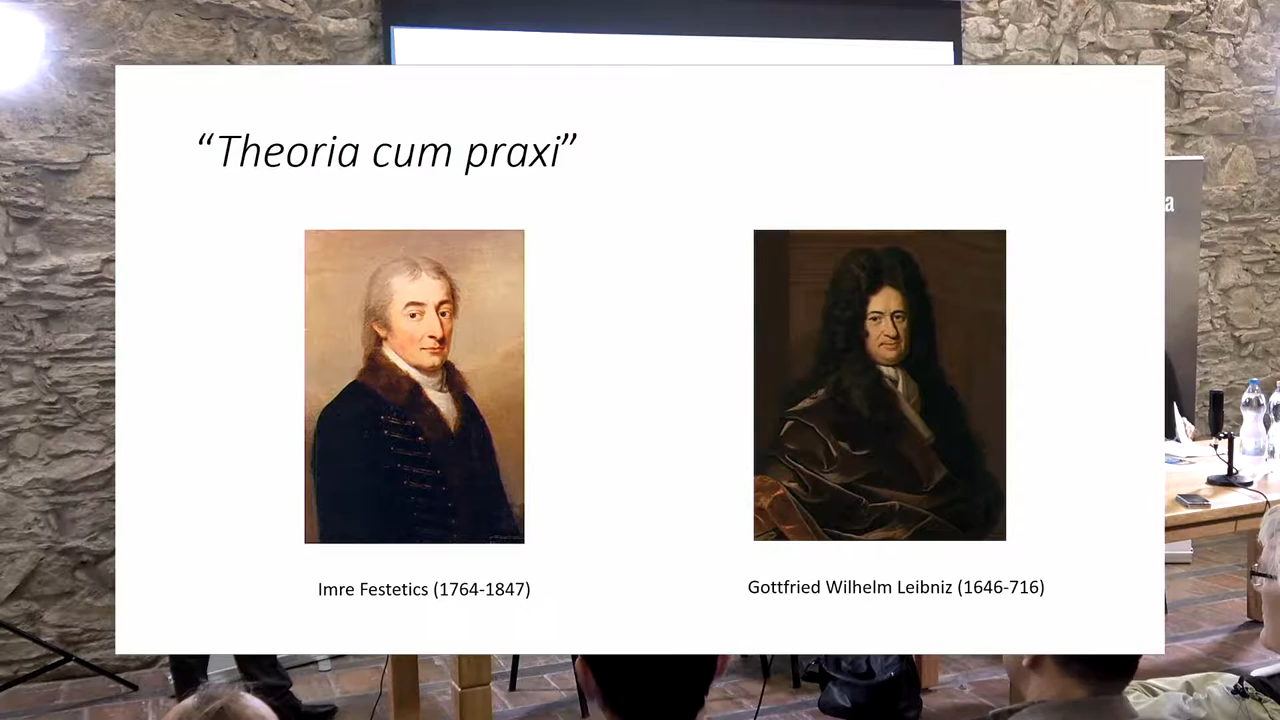 “Theoria cum praxi”
Imre Festetics (1764-1847)
Gottfried Wilhelm Leibniz (1646-716)